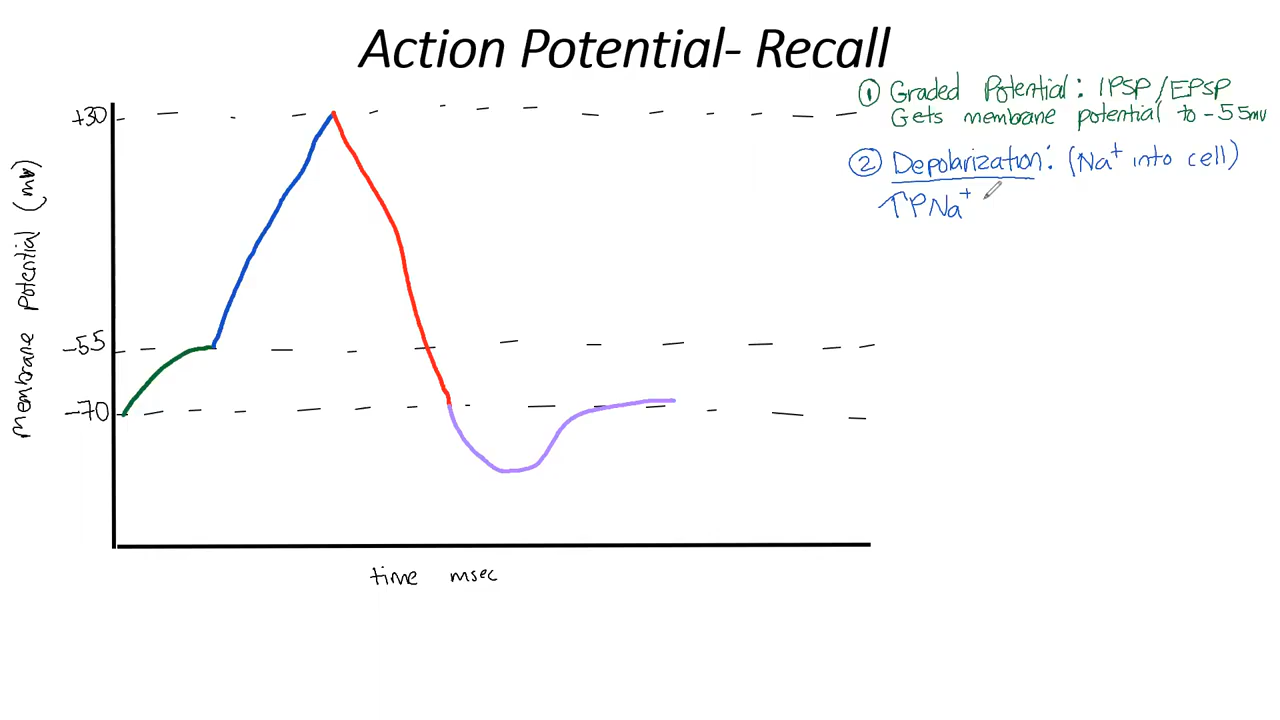 Action Potential- Recall
① Graded Potential: IPSP/EPSP
Gets membrane potential to -55mv
② Depolarization: (Na⁺ into cell)
↑PNa⁺
+30
-55
-70
membrane Potential (mv)
time msec